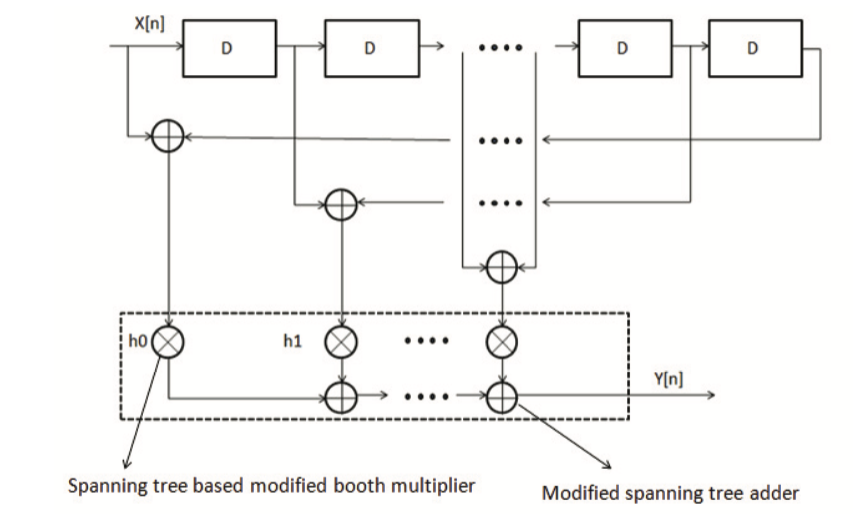 X[n]
D
D
D
D
h0
h1
Y[n]
Spanning tree based modified booth multiplier
Modified spanning tree adder